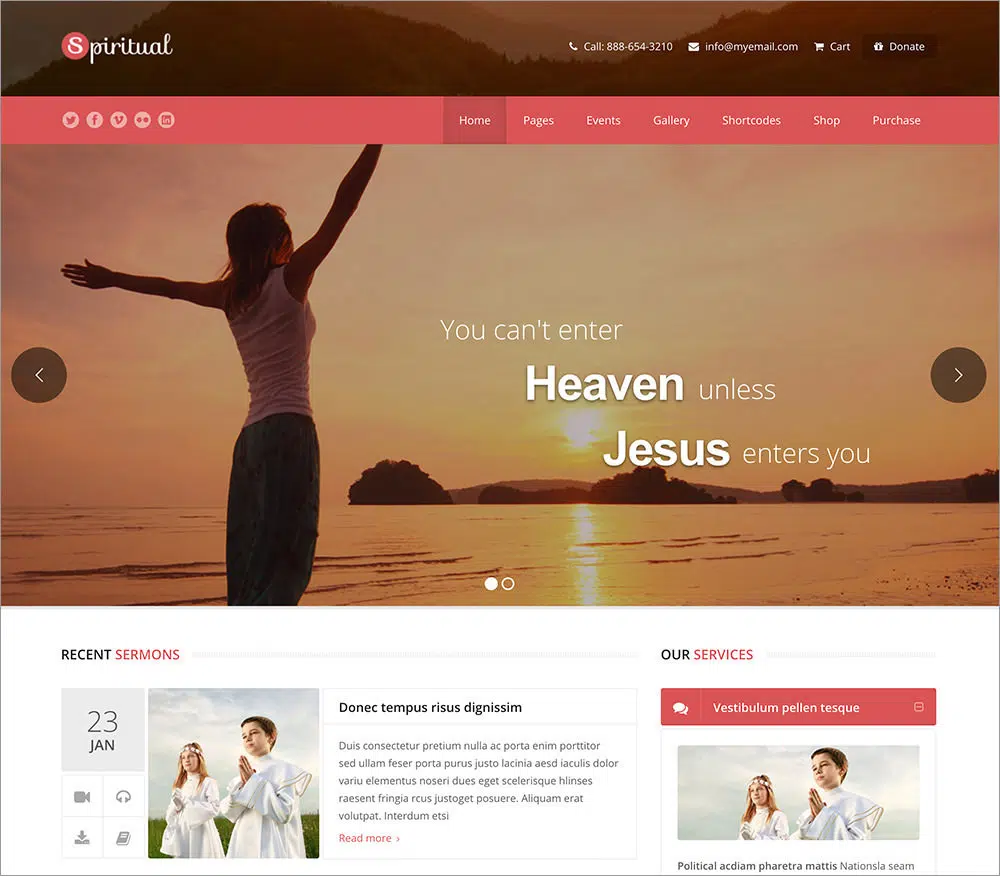 Spiritual
Call: 888-654-3210 info@myemail.com Cart Donate
Home Pages Events Gallery Shortcodes Shop Purchase
You can't enter
Heaven unless
Jesus enters you
RECENT SERMONS
OUR SERVICES
23
JAN
Donec tempus risus dignissim
Duis consectetur pretium nulla ac porta enim porttitor
sed ullam feser porta purus justo lacinia aesd iaculis dolor
variu elementus noseri dues eget scelerisque hlinses
raesent fringia rcus justoget posuere. Aliquam erat
volutpat. Interdum etsi
Read more ›
Vestibulum pellen tesque
Political acdiam pharetra mattis Nationsla seam